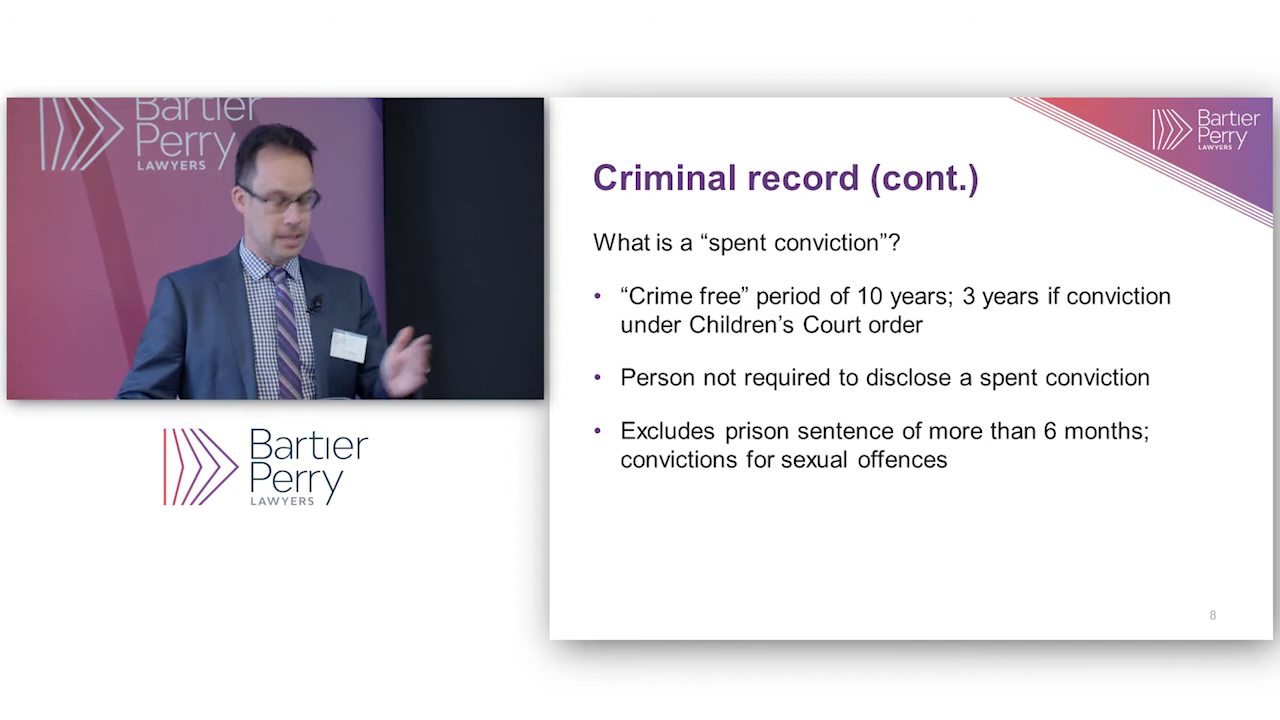 Bartier
Perry
LAWYERS
Bartier
Perry
LAWYERS
Bartier
Perry
LAWYERS
Criminal record (cont.)
What is a “spent conviction”?
• “Crime free” period of 10 years; 3 years if conviction
under Children’s Court order
• Person not required to disclose a spent conviction
• Excludes prison sentence of more than 6 months;
convictions for sexual offences
8